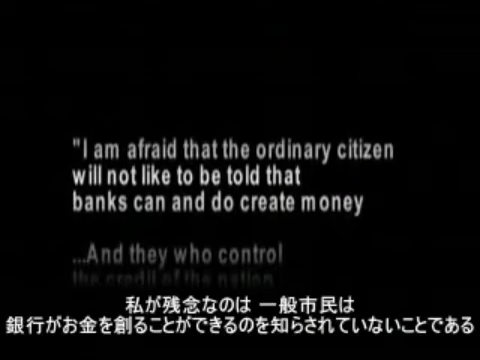 "I am afraid that the ordinary citizen
will not like to be told that
banks can and do create money
...And they who control
the credit of the nation
私が残念なのは 一般市民は
銀行がお金を創ることができるのを知らされていないことである